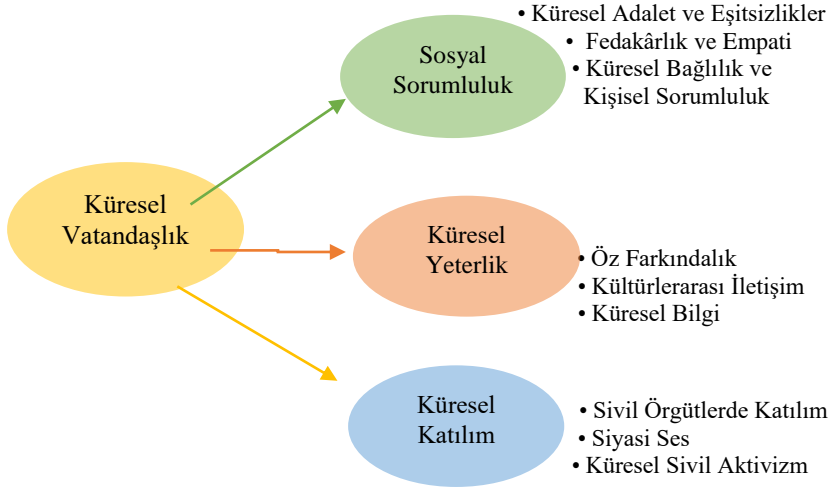 Küresel
Vatandaşlık
Sosyal
Sorumluluk
• Küresel Adalet ve Eşitsizlikler
• Fedakârlık ve Empati
• Küresel Bağlılık ve
Kişisel Sorumluluk
Küresel
Yeterlik
• Öz Farkındalık
• Kültürlerarası İletişim
• Küresel Bilgi
Küresel
Katılım
• Sivil Örgütlerde Katılım
• Siyasi Ses
• Küresel Sivil Aktivizm